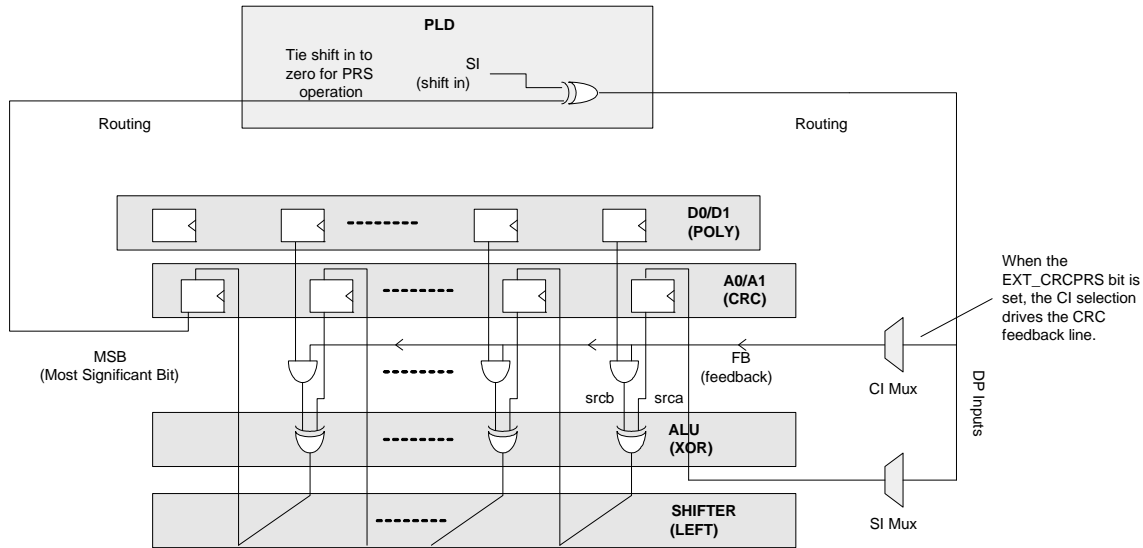 PLD
Tie shift in to
zero for PRS
operation
SI
(shift in)
Routing
Routing
D0/D1
(POLY)
A0/A1
(CRC)
When the
EXT_CRCPRS bit is
set, the CI selection
drives the CRC
feedback line.
MSB
(Most Significant Bit)
FB
(feedback)
CI Mux
DP Inputs
srcb
srca
ALU
(XOR)
SHIFTER
(LEFT)
SI Mux